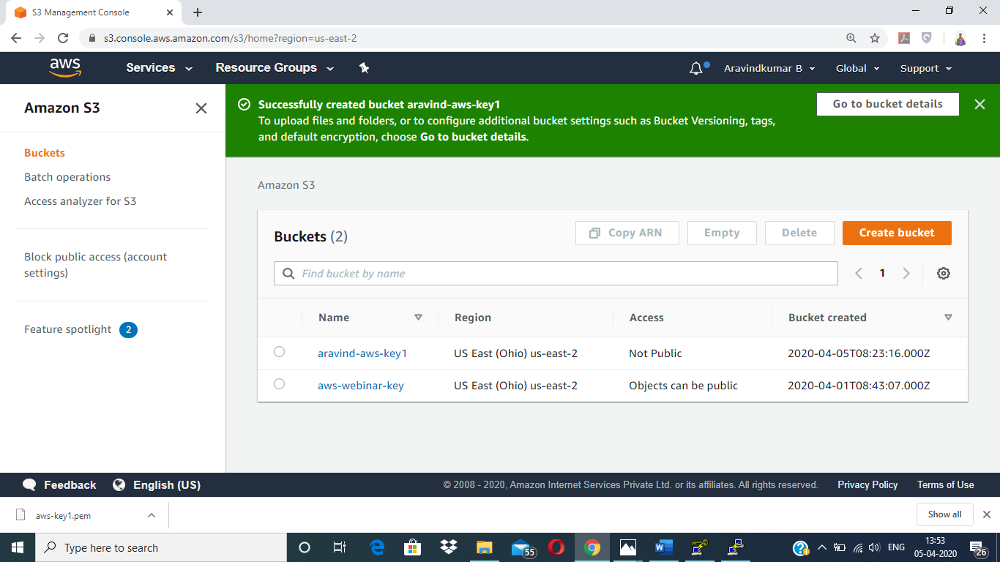 S3 Management Console
s3.console.aws.amazon.com/s3/home?region=us-east-2
aws
Services
Resource Groups
Aravindkumar B
Global
Support
Amazon S3
Buckets
Batch operations
Access analyzer for S3
Block public access (account
settings)
Feature spotlight 2
Successfully created bucket aravind-aws-key1
To upload files and folders, or to configure additional bucket settings such as Bucket Versioning, tags,
and default encryption, choose Go to bucket details.
Go to bucket details
Amazon S3
Buckets (2)
Copy ARN
Empty
Delete
Create bucket
Find bucket by name
1
Name Region Access Bucket created
aravind-aws-key1 US East (Ohio) us-east-2 Not Public 2020-04-05T08:23:16.000Z
aws-webinar-key US East (Ohio) us-east-2 Objects can be public 2020-04-01T08:43:07.000Z
Feedback
English (US)
© 2008 - 2020, Amazon Internet Services Private Ltd. or its affiliates. All rights reserved.
Privacy Policy
Terms of Use
aws-key1.pem
Show all
Type here to search
55
ENG
13:53
05-04-2020
26